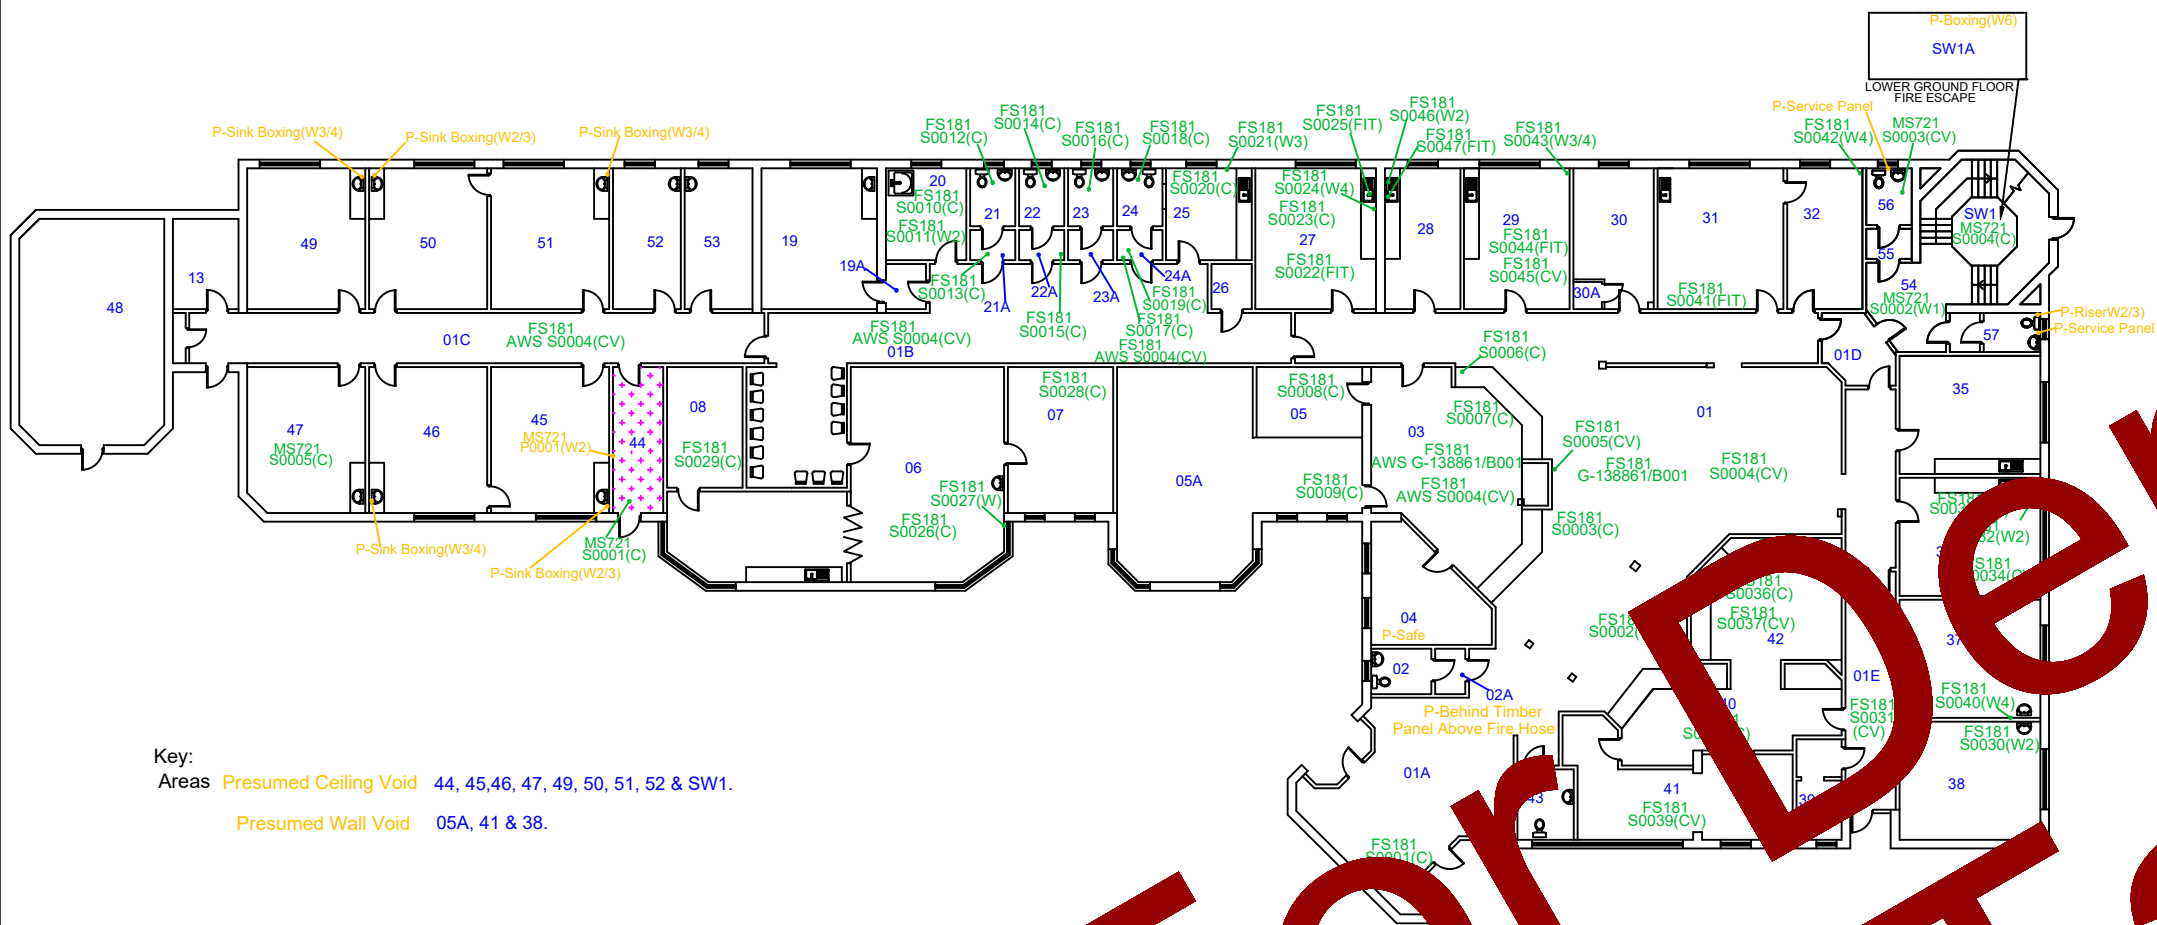 P-Boxing(W6)
SW1A
LOWER GROUND FLOOR
FIRE ESCAPE
P-Service Panel
FS181
S0042(W4)
MS721
S0003(CV)
P-Sink Boxing(W3/4)
P-Sink Boxing(W2/3)
P-Sink Boxing(W3/4)
FS181
S0012(C)
FS181
S0014(C)
FS181
S0016(C)
FS181
S0018(C)
FS181
S0021(W3)
FS181
S0025(FIT)
FS181
S0046(W2)
FS181
S0047(FIT)
FS181
S0043(W3/4)
49
50
51
52
53
19
19A
20
FS181
S0010(C)
FS181
S0011(W2)
21
22
23
24
FS181
S0020(C)
25
FS181
S0024(W4)
FS181
S0023(C)
27
FS181
S0022(FIT)
28
29
FS181
S0044(FIT)
FS181
S0045(CV)
30
30A
31
FS181
S0041(FIT)
32
56
55
54
MS721
S0002(W1)
SW1
MS721
S0004(C)
P-RiserW2/3)
P-Service Panel
57
48
13
FS181
S0013(C)
21A
22A
23A
24A
FS181
S0019(C)
FS181
S0015(C)
FS181
S0017(C)
26
01C
FS181
AWS S0004(CV)
FS181
AWS S0004(CV)
01B
FS181
AWS S0004(CV)
FS181
S0006(C)
01D
35
47
MS721
S0005(C)
46
45
MS721
P0001(W2)
44
08
FS181
S0029(C)
06
FS181
S0027(W)
FS181
S0026(C)
FS181
S0028(C)
07
05A
FS181
S0008(C)
05
FS181
S0009(C)
03
FS181
S0007(C)
FS181
AWS G-138861/B001
FS181
AWS S0004(CV)
FS181
S0005(CV)
FS181
G-138861/B001
01
FS181
S0004(CV)
FS181
S0003(C)
P-Sink Boxing(W3/4)
MS721
S0001(C)
P-Sink Boxing(W2/3)
04
P-Safe
02
02A
P-Behind Timber
Panel Above Fire Hose
S0036(C)
FS181
S0037(CV)
42
01E
FS181
S0031
(CV)
FS181
S0040(W4)
FS181
S0030(W2)
38
01A
41
FS181
S0039(CV)
FS181
S0001(C)
Key:
Areas Presumed Ceiling Void 44, 45,46, 47, 49, 50, 51, 52 & SW1.
Presumed Wall Void 05A, 41 & 38.